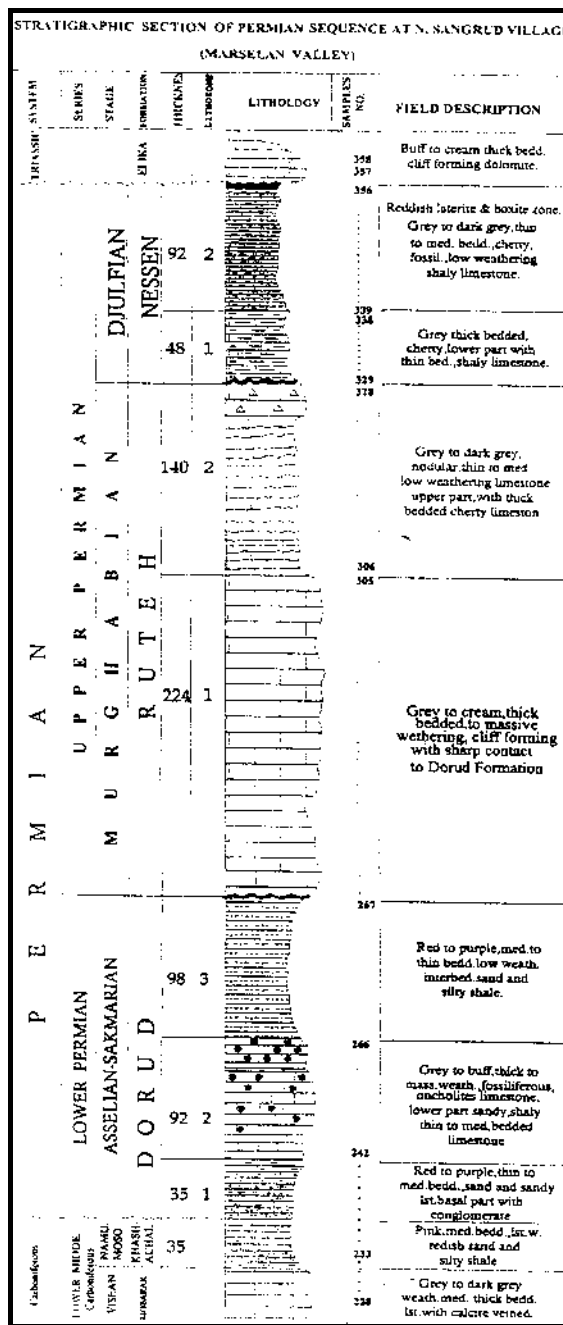 STRATIGRAPHIC SECTION OF PERMIAN SEQUENCE AT N. SANGRUD VILLAGE
(MARSELAN VALLEY)
SYSTEM SERIES STAGE FORMATION THICKNES LITHOZONE LITHOLOGY SAMPLES NO. FIELD DESCRIPTION
TRIASSIC ELIKA
358
357
Buff to cream thick bedd.
cliff forming dolomite.
356
PERMIAN
UPPER PERMIAN
DJULFIAN
NESSEN
92 2
Reddish laterite & boxite zone.
Grey to dark grey, thin
to med. bedd., cherty,
fossil., low weathering
shaly limestone.
339
338
48 1
Grey thick bedded,
cherty, lower part with
thin bed., shaly limestone.
329
328
MURGHABIAN
RUTEH
140 2
Grey to dark grey,
nodular, thin to med
low weathering limestone
upper part, with thick
bedded cherty limeston
306
305
224 1
Grey to cream, thick
bedded, to massive
wethering, cliff forming
with sharp contact
to Dorud Formation
267
LOWER PERMIAN
ASSELIAN-SAKMARIAN
DORUD
98 3
Red to purple, med. to
thin bedd. low weath.
interbed. sand and
silty shale.
266
92 2
Grey to buff, thick to
mass. weath., fossiliferous,
oncholites limestone.
lower part sandy, shaly
thin to med. bedded
limestone
242
35 1
Red to purple, thin to
med. bedd., sand and sandy
lst. basal part with
conglomerate
Carboniferous
LOWER MIDDE
Carboniferous
NAMU.
MOSO
35
Pink, med. bedd., lst. w.
redish sand and
silty shale
233
VISEAN
Grey to dark grey
weath. med. thick bedd.
lst. with calcite veined.
228